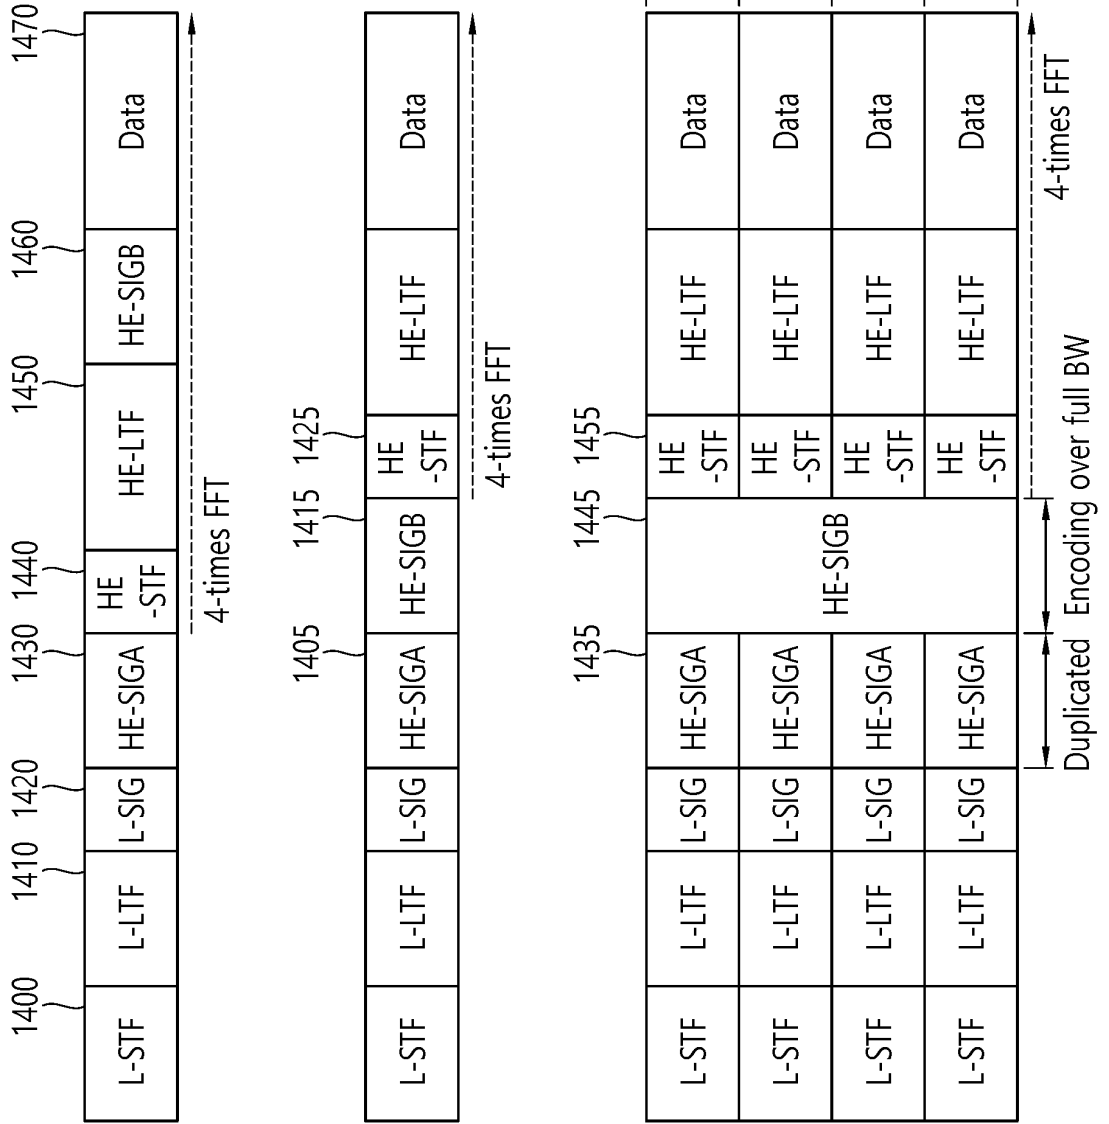 1400 1410 1420 1430 1440 1450 1460 1470
L-STF L-LTF L-SIG HE-SIGA HE -STF HE-LTF HE-SIGB Data
4-times FFT
1405 1415 1425
L-STF L-LTF L-SIG HE-SIGA HE-SIGB HE -STF HE-LTF Data
4-times FFT
1435 1445 1455
L-STF L-LTF L-SIG HE-SIGA HE-SIGB HE -STF HE-LTF Data
L-STF L-LTF L-SIG HE-SIGA HE -STF HE-LTF Data
L-STF L-LTF L-SIG HE-SIGA HE -STF HE-LTF Data
L-STF L-LTF L-SIG HE-SIGA HE -STF HE-LTF Data
4-times FFT
Duplicated Encoding over full BW